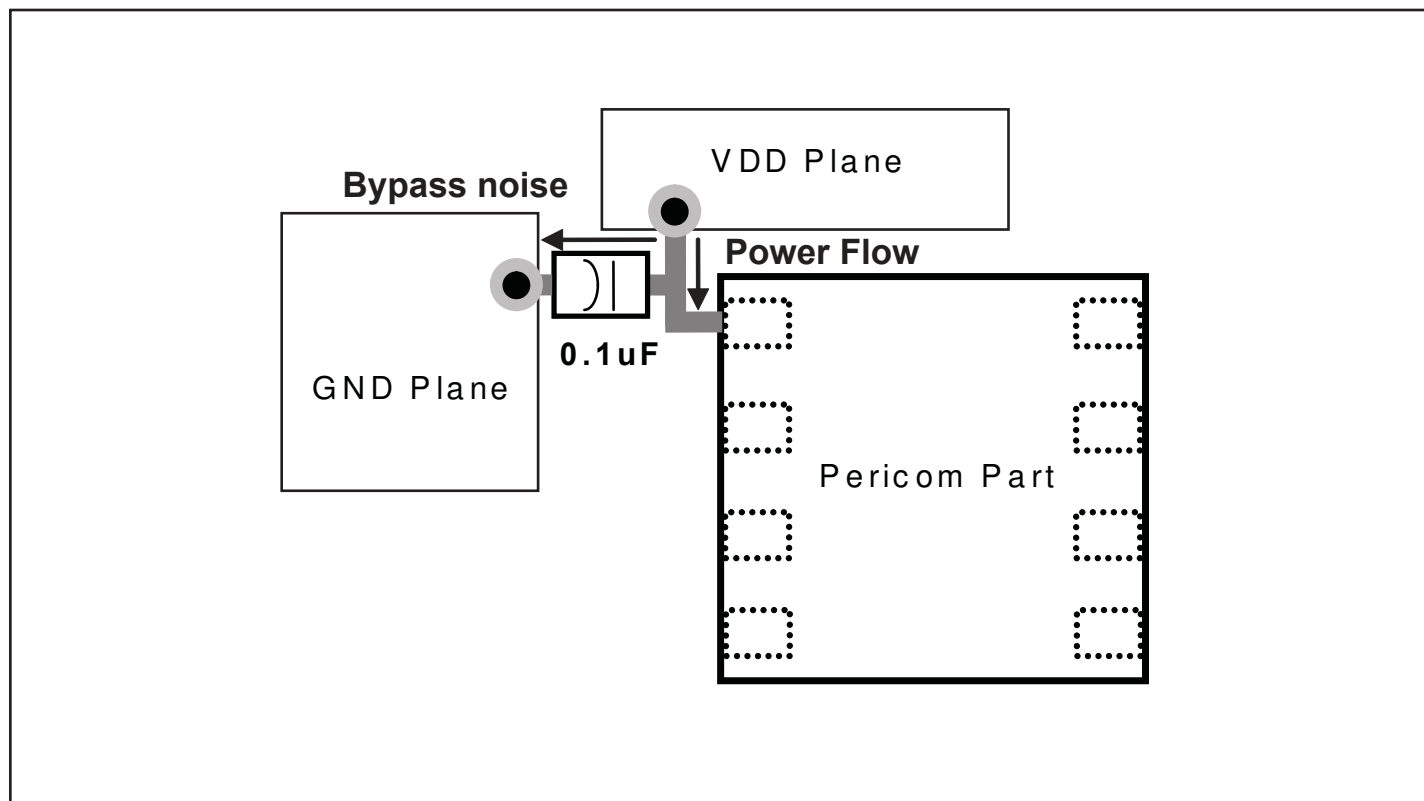 VDD Plane
Bypass noise
Power Flow
0.1uF
GND Plane
Pericom Part